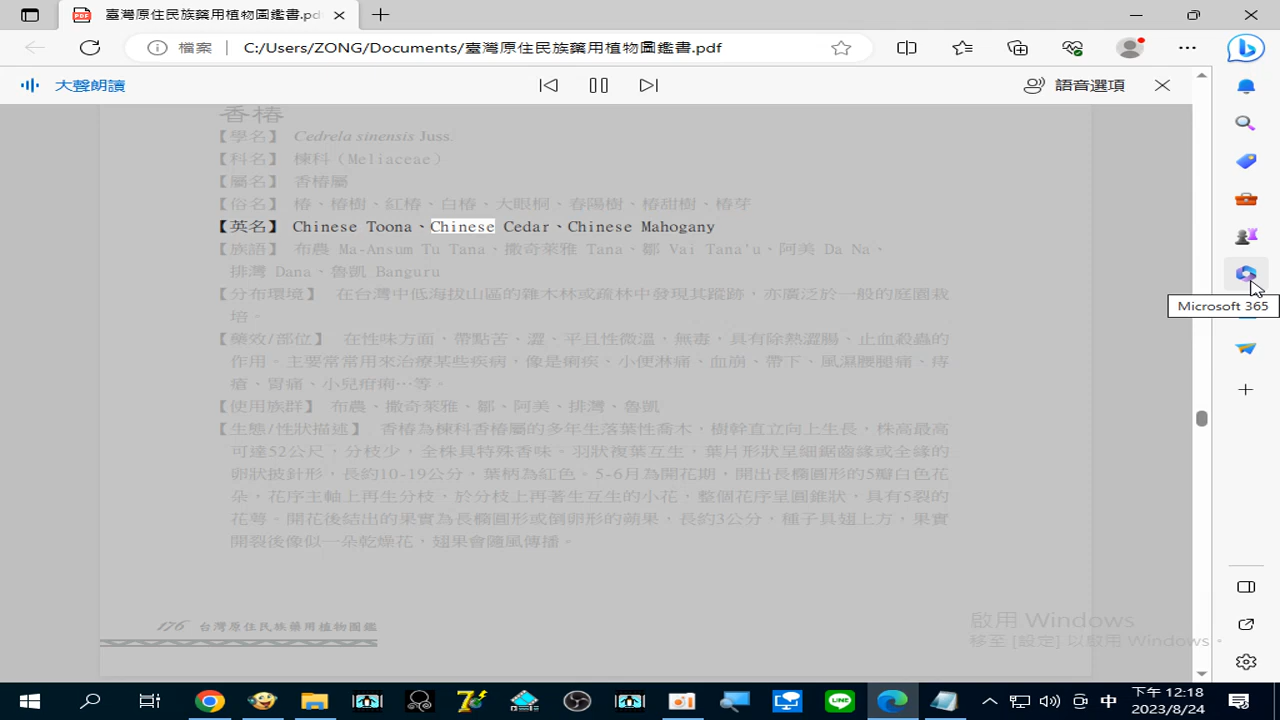 臺灣原住民族藥用植物圖鑑書.pd
檔案 C:/Users/ZONG/Documents/臺灣原住民族藥用植物圖鑑書.pdf
大聲朗讀 語音選項
香椿
【學名】 Cedrela sinensis Juss.
【科名】 楝科（Meliaceae）
【屬名】 香椿屬
【俗名】 椿、椿樹、紅椿、白椿、大眼桐、春陽樹、椿甜樹、椿芽
【英名】 Chinese Toona、Chinese Cedar、Chinese Mahogany
【族語】 布農 Ma-Ansum Tu Tana、撒奇萊雅 Tana、鄒 Vai Tana'u、阿美 Da Na、
排灣 Dana、魯凱 Banguru
【分布環境】 在台灣中低海拔山區的雜木林或疏林中發現其蹤跡，亦廣泛於一般的庭園栽
培。
【藥效/部位】 在性味方面，帶點苦、澀、平且性微溫，無毒，具有除熱澀腸、止血殺蟲的
作用。主要常常用來治療某些疾病，像是痢疾、小便淋痛、血崩、帶下、風濕腰腿痛、痔
瘡、胃痛、小兒疳痢…等。
【使用族群】 布農、撒奇萊雅、鄒、阿美、排灣、魯凱
【生態/性狀描述】 香椿為楝科香椿屬的多年生落葉性喬木，樹幹直立向上生長，株高最高
可達52公尺，分枝少，全株具特殊香味。羽狀複葉互生，葉片形狀呈細鋸齒緣或全緣的
卵狀披針形，長約10-19公分，葉柄為紅色。5-6月為開花期，開出長橢圓形的5瓣白色花
朵，花序主軸上再生分枝，於分枝上再著生互生的小花，整個花序呈圓錐狀，具有5裂的
花萼。開花後結出的果實為長橢圓形或倒卵形的蒴果，長約3公分，種子具翅上方，果實
開裂後像似一朵乾燥花，翅果會隨風傳播。
176 台灣原住民族藥用植物圖鑑
Microsoft 365
啟用 Windows
移至 [設定] 以啟用 Windows。
LINE
中
下午 12:18
2023/8/24